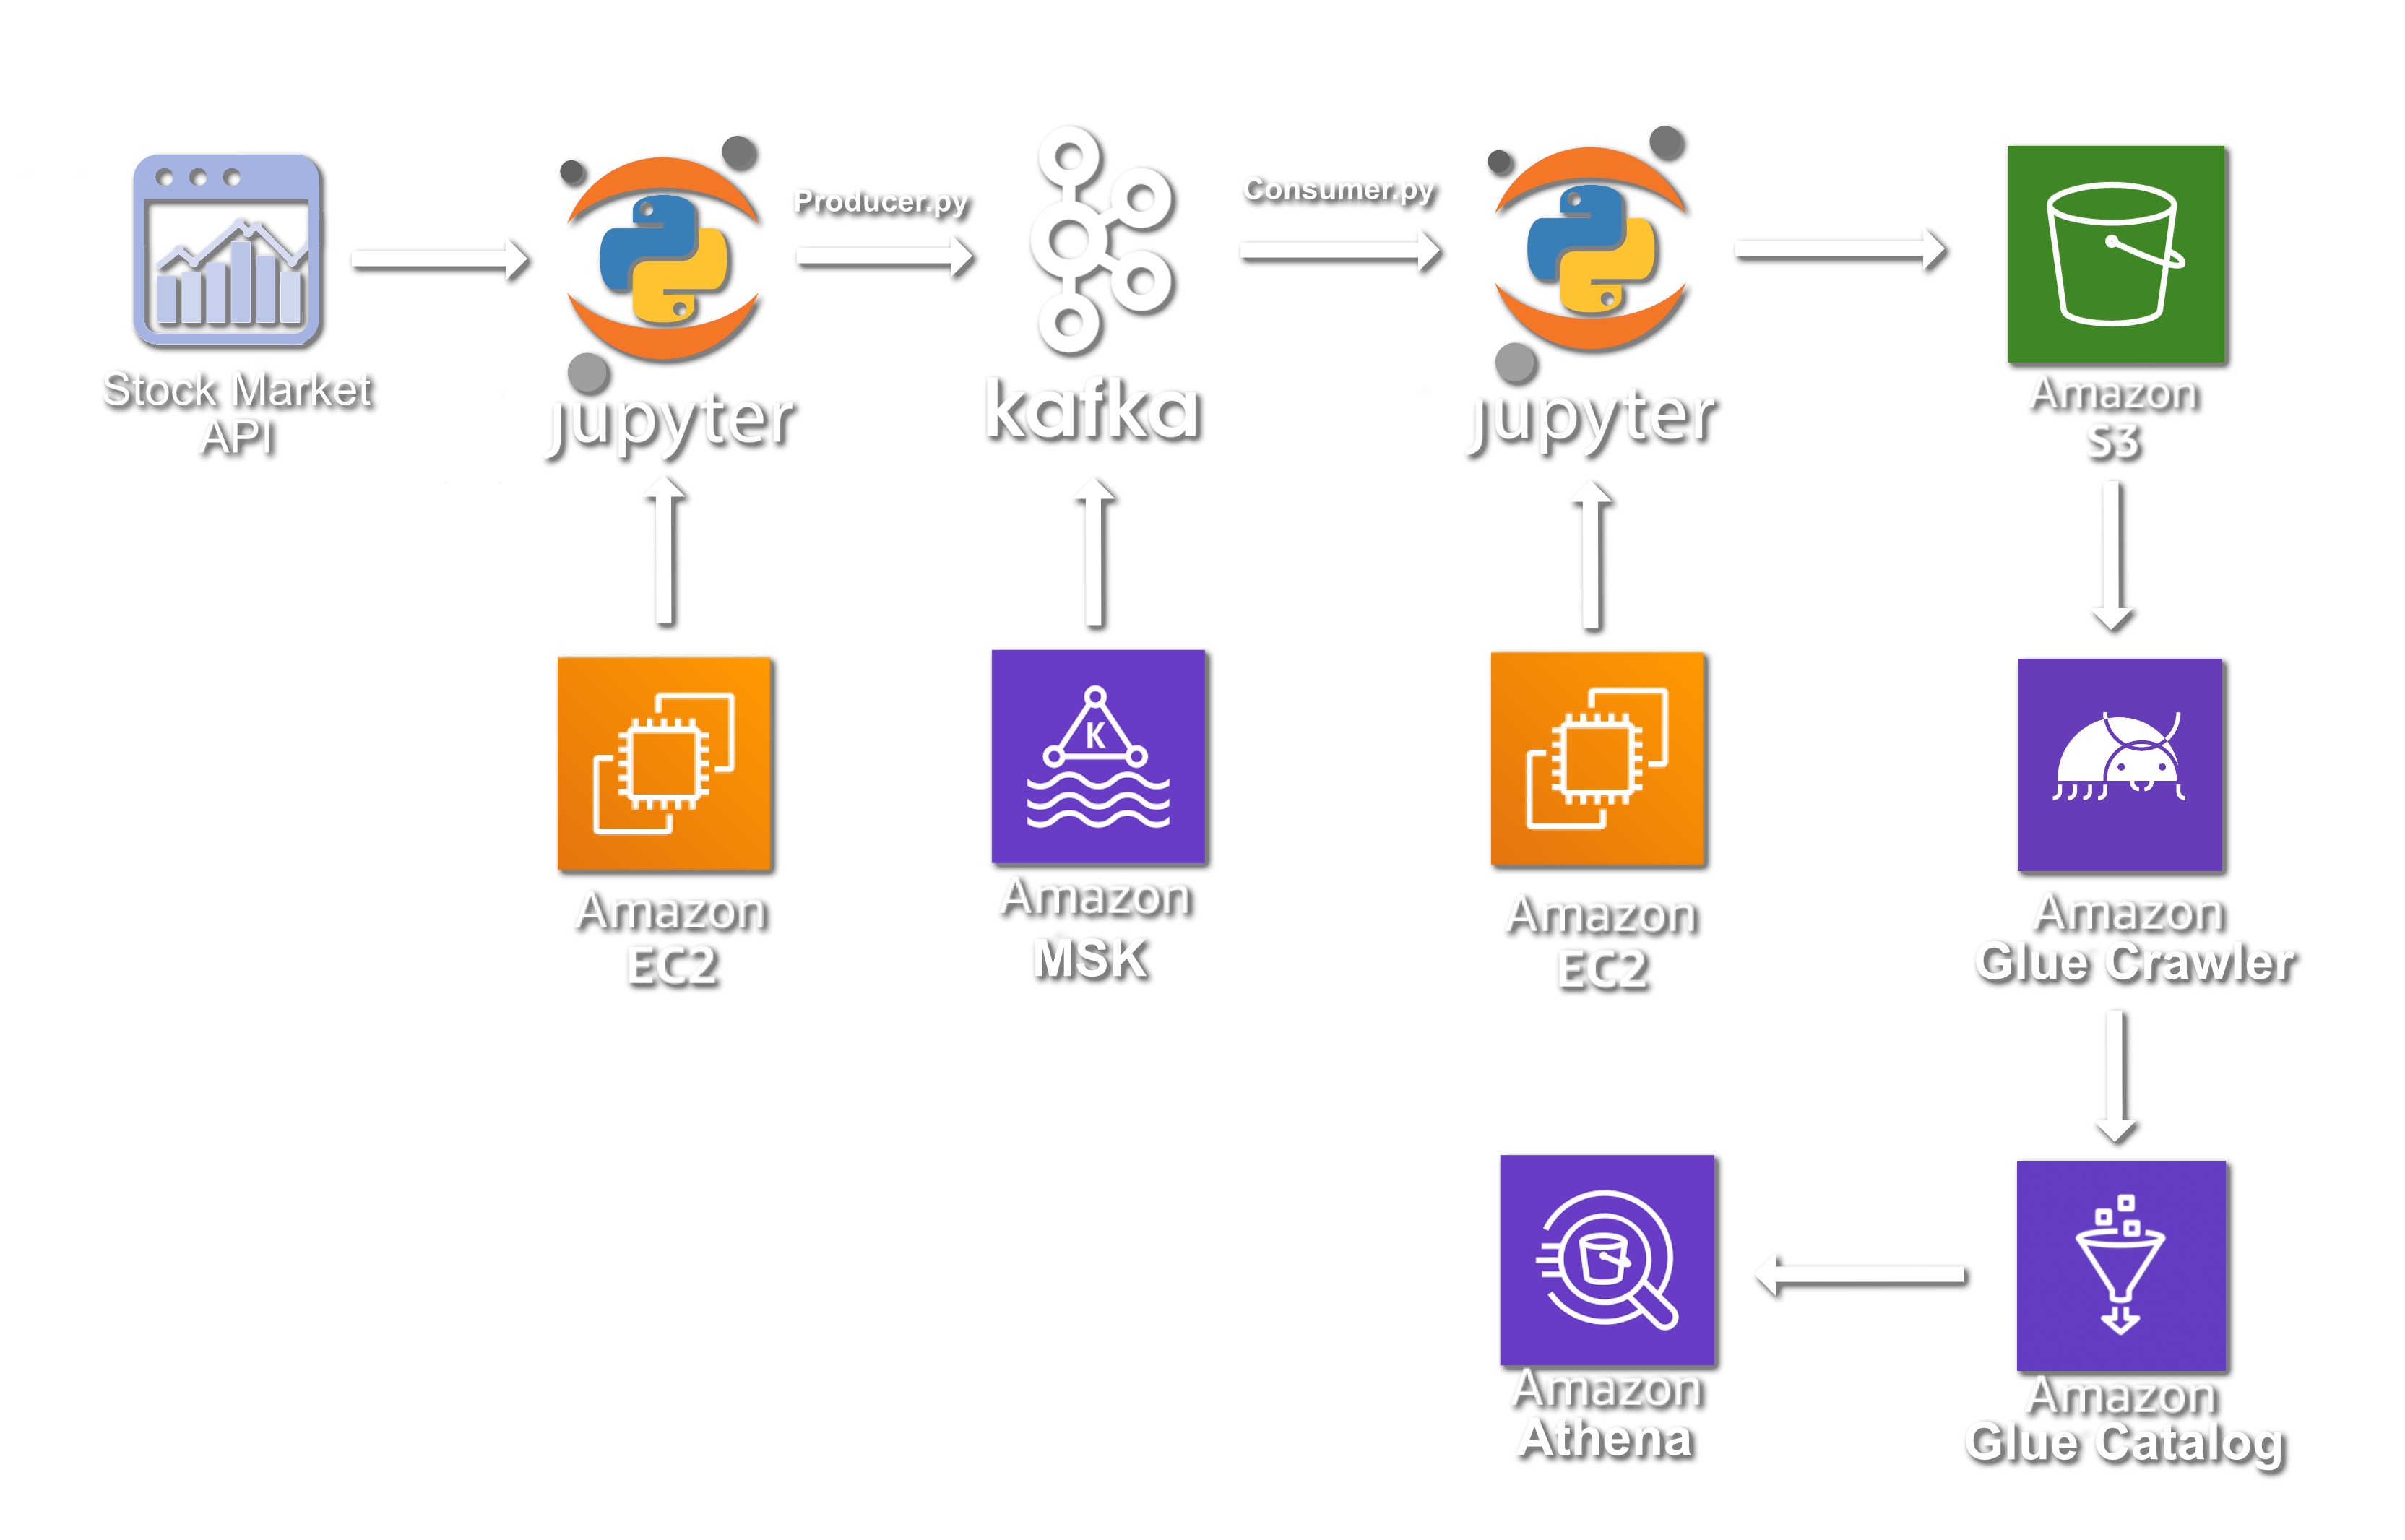 Producer.py
Consumer.py
Stock Market
API
jupyter
kafka
jupyter
Amazon
S3
K
Amazon
EC2
Amazon
MSK
Amazon
EC2
Amazon
Glue Crawler
Amazon
Athena
Amazon
Glue Catalog